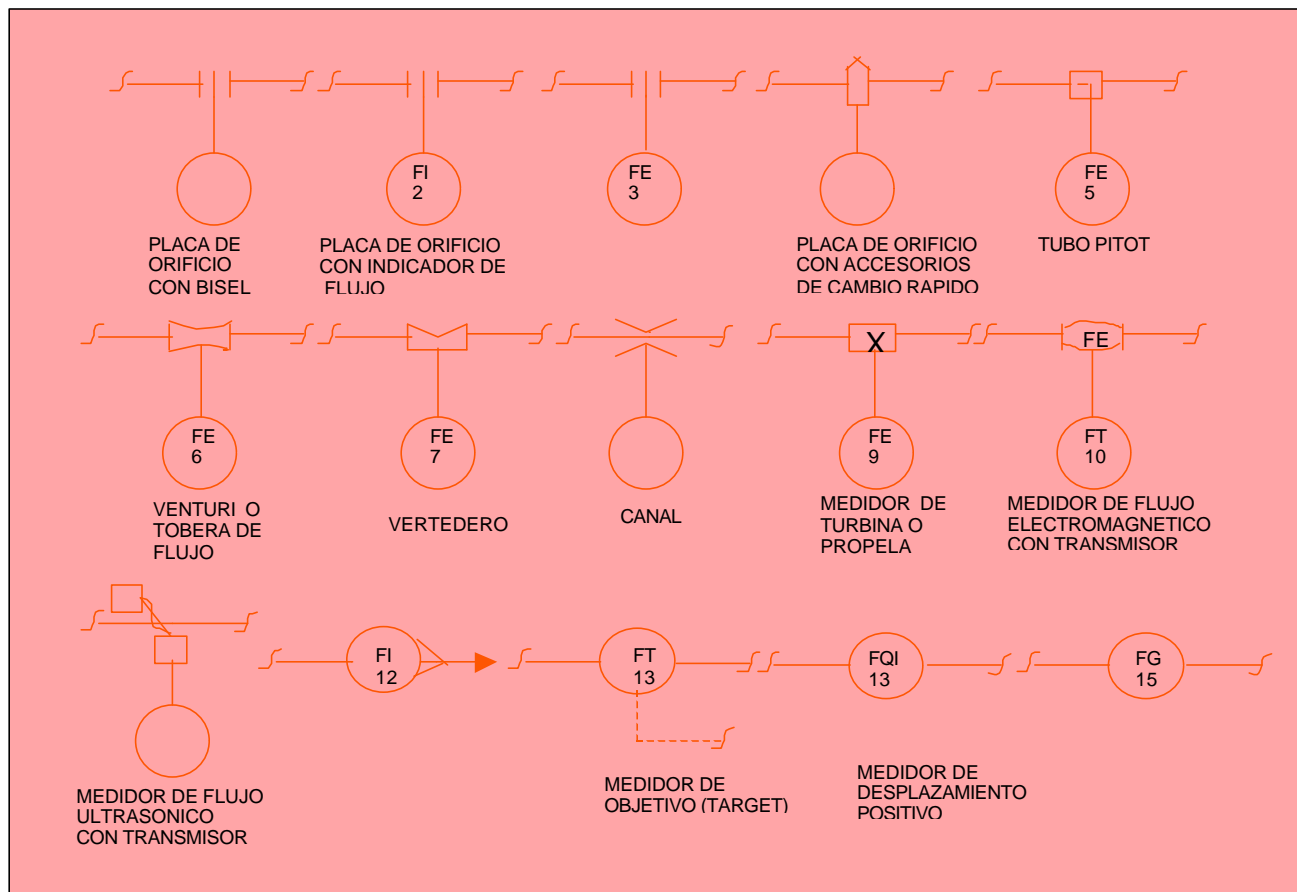 FI
2
FE
3
FE
5
PLACA DE
ORIFICIO
CON BISEL
PLACA DE ORIFICIO
CON INDICADOR DE
FLUJO
PLACA DE ORIFICIO
CON ACCESORIOS
DE CAMBIO RAPIDO
TUBO PITOT
X
FE
FE
6
FE
7
FE
9
FT
10
VENTURI O
TOBERA DE
FLUJO
VERTEDERO
CANAL
MEDIDOR DE
TURBINA O
PROPELA
MEDIDOR DE FLUJO
ELECTROMAGNETICO
CON TRANSMISOR
FI
12
FT
13
FQI
13
FG
15
MEDIDOR DE FLUJO
ULTRASONICO
CON TRANSMISOR
MEDIDOR DE
OBJETIVO (TARGET)
MEDIDOR DE
DESPLAZAMIENTO
POSITIVO